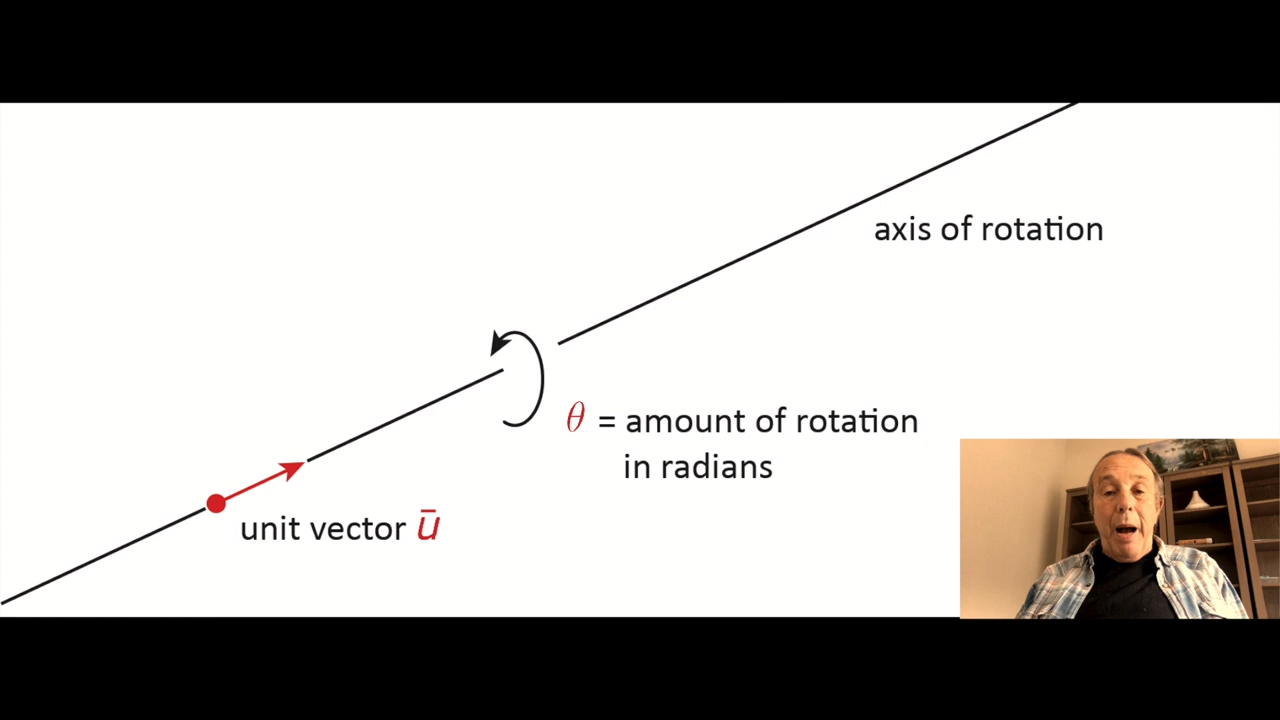 axis of rotation
θ = amount of rotation
in radians
unit vector ū